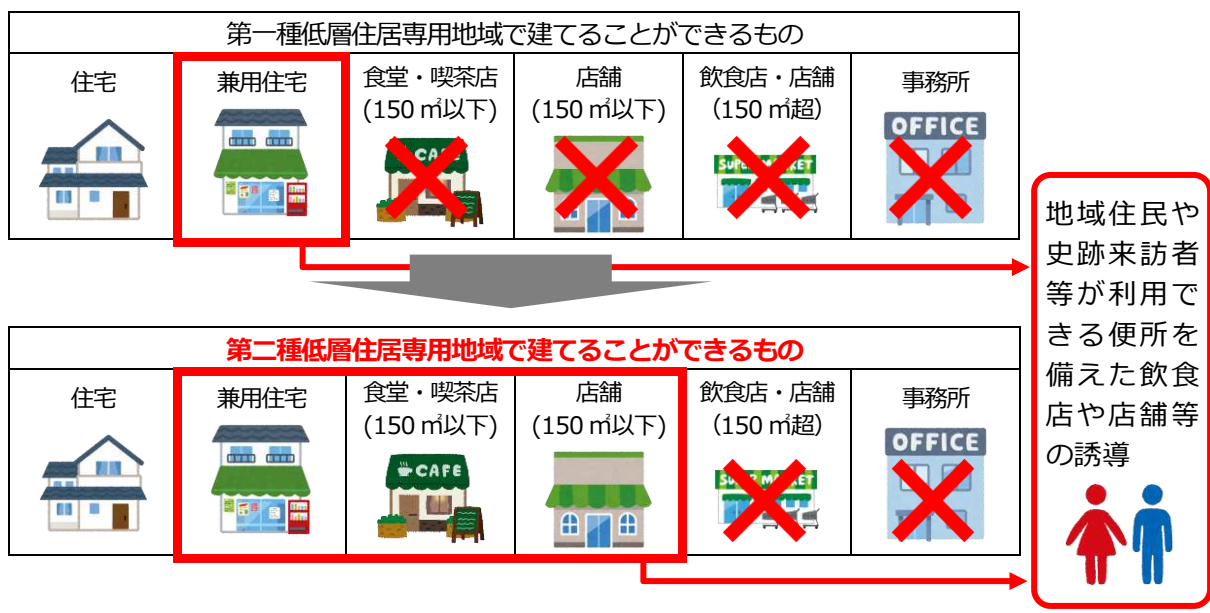 第一種低層住居専用地域で建てることができるもの
住宅
兼用住宅
食堂・喫茶店
(150 ㎡以下)
店舗
(150 ㎡以下)
飲食店・店舗
（150 ㎡超）
事務所
CAFE
SUPER MARKET
OFFICE
第二種低層住居専用地域で建てることができるもの
住宅
兼用住宅
食堂・喫茶店
(150 ㎡以下)
店舗
(150 ㎡以下)
飲食店・店舗
（150 ㎡超）
事務所
CAFE
SUPER MARKET
OFFICE
地域住民や
史跡来訪者
等が利用で
きる便所を
備えた飲食
店や店舗等
の誘導